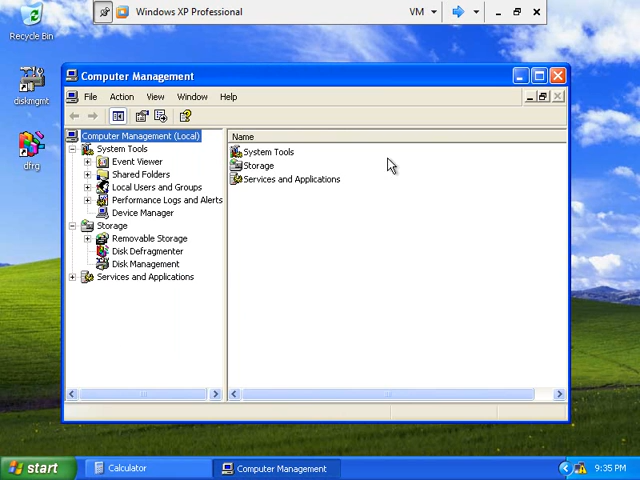 Windows XP Professional
VM
Recycle Bin
diskmgmt
dfrg
Computer Management
File Action View Window Help
Computer Management (Local)
System Tools
Event Viewer
Shared Folders
Local Users and Groups
Performance Logs and Alerts
Device Manager
Storage
Removable Storage
Disk Defragmenter
Disk Management
Services and Applications
Name
System Tools
Storage
Services and Applications
start
Calculator
Computer Management
9:35 PM